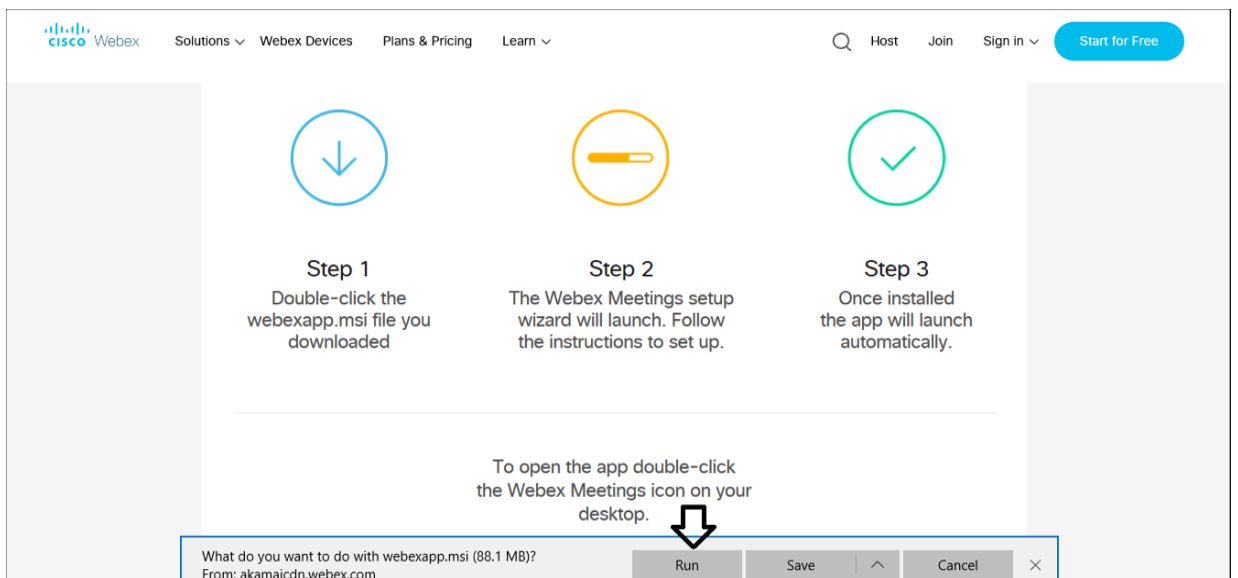 CISCO Webex Solutions Webex Devices Plans & Pricing Learn Host Join Sign in Start for Free
Step 1
Double-click the
webexapp.msi file you
downloaded
Step 2
The Webex Meetings setup
wizard will launch. Follow
the instructions to set up.
Step 3
Once installed
the app will launch
automatically.
To open the app double-click
the Webex Meetings icon on your
desktop.
What do you want to do with webexapp.msi (88.1 MB)?
From: akamaicdn.webex.com
Run Save Cancel